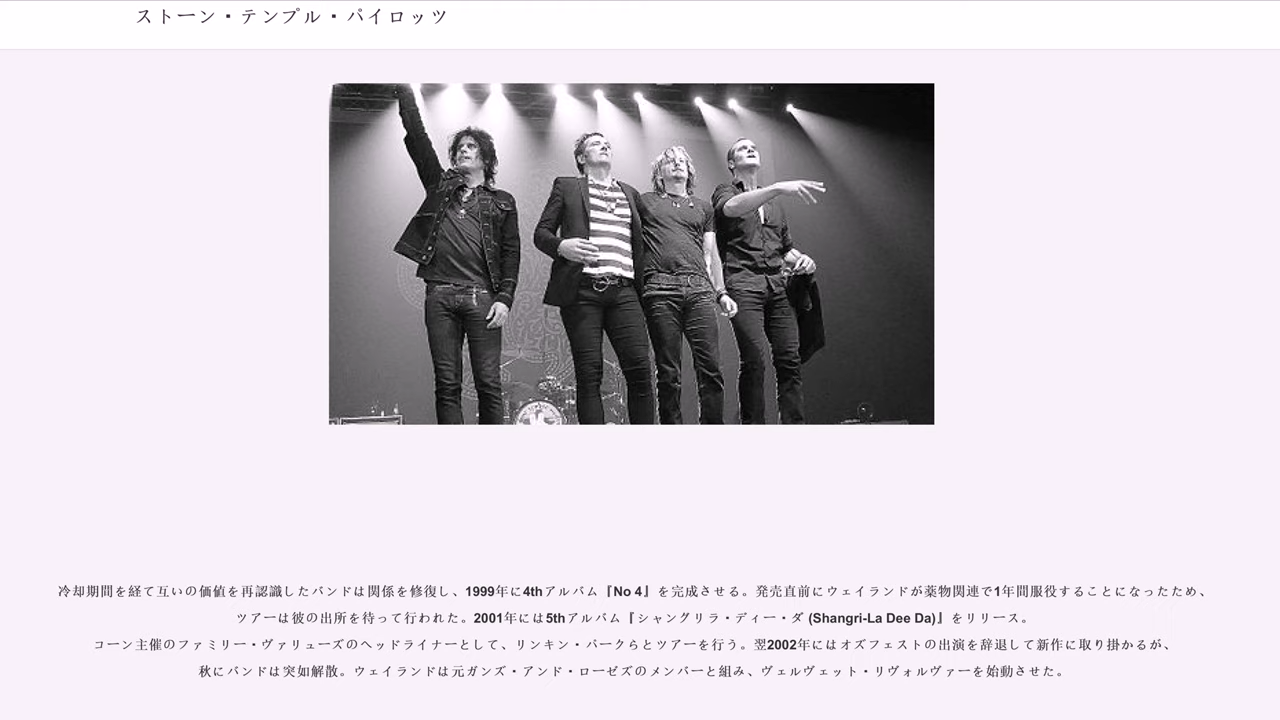 ストーン・テンプル・パイロッツ
冷却期間を経て互いの価値を再認識したバンドは関係を修復し、1999年に4thアルバム『No 4』を完成させる。発売直前にウェイランドが薬物関連で1年間服役することになったため、
ツアーは彼の出所を待って行われた。2001年には5thアルバム『シャングリラ・ディー・ダ (Shangri-La Dee Da)』をリリース。
コーン主催のファミリー・ヴァリューズのヘッドライナーとして、リンキン・パークらとツアーを行う。翌2002年にはオズフェストの出演を辞退して新作に取り掛かるが、
秋にバンドは突如解散。ウェイランドは元ガンズ・アンド・ローゼズのメンバーと組み、ヴェルヴェット・リヴォルヴァーを始動させた。